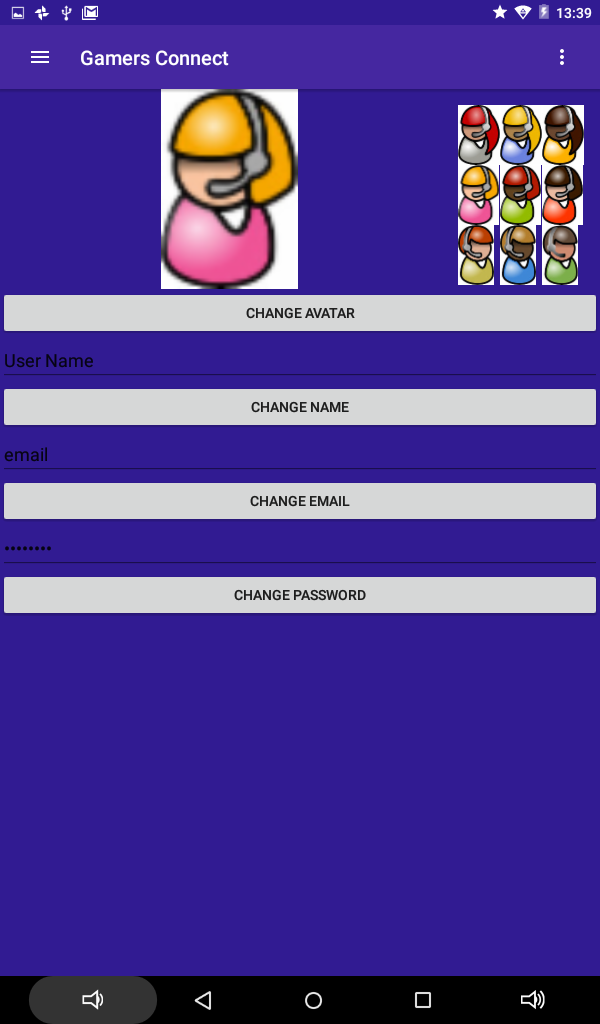 13:39
Gamers Connect
CHANGE AVATAR
User Name
CHANGE NAME
email
CHANGE EMAIL
••••••••
CHANGE PASSWORD